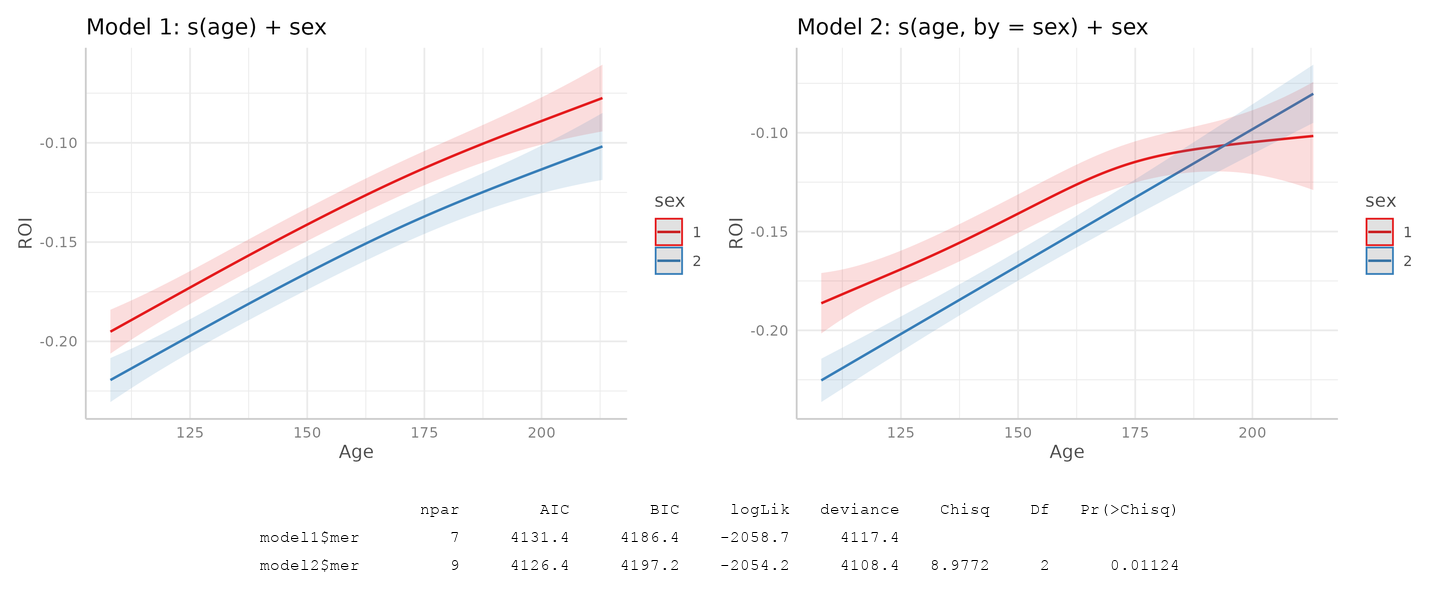 Model 1: s(age) + sex
-0.10
-0.15
-0.20
ROI
125 150 175 200
Age
sex
1
2
Model 2: s(age, by = sex) + sex
-0.10
-0.15
-0.20
ROI
125 150 175 200
Age
sex
1
2
npar AIC BIC logLik deviance Chisq Df Pr(>Chisq)
model1$mer 7 4131.4 4186.4 -2058.7 4117.4
model2$mer 9 4126.4 4197.2 -2054.2 4108.4 8.9772 2 0.01124